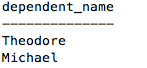 dependent_name
--------------
Theodore
Michael